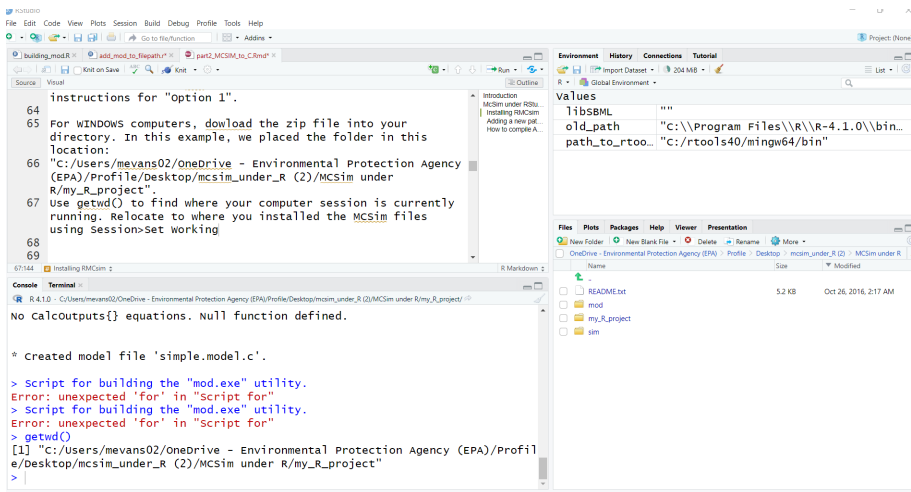 RStudio
File Edit Code View Plots Session Build Debug Profile Tools Help
Go to file/function Addins
Project: (None
building_mod.R add_mod_to_filepath.r* part2_MCSIM_to_C.Rmd*
Knit on Save Knit Run
Source Visual Outline
instructions for "Option 1".
64
65 For WINDOWS computers, dowload the zip file into your
directory. In this example, we placed the folder in this
location:
66 "C:/Users/mevans02/OneDrive - Environmental Protection Agency
(EPA)/Profile/Desktop/mcsim_under_R (2)/MCSim under
R/my_R_project".
67 Use getwd() to find where your computer session is currently
running. Relocate to where you installed the MCSim files
using Session>Set Working
68
69
Introduction
McSim under RStu...
Installing RMCsim
Adding a new pat...
How to compile A...
67:144 Installing RMCsim R Markdown
Console Terminal
R 4.1.0 · C:/Users/mevans02/OneDrive - Environmental Protection Agency (EPA)/Profile/Desktop/mcsim_under_R (2)/MCSim under R/my_R_project/
No CalcOutputs{} equations. Null function defined.
* Created model file 'simple.model.c'.
> Script for building the "mod.exe" utility.
Error: unexpected 'for' in "Script for"
> Script for building the "mod.exe" utility.
Error: unexpected 'for' in "Script for"
> getwd()
[1] "C:/Users/mevans02/OneDrive - Environmental Protection Agency (EPA)/Profil
e/Desktop/mcsim_under_R (2)/MCSim under R/my_R_project"
>
Environment History Connections Tutorial
Import Dataset 204 MiB List
R Global Environment
Values
libSBML ""
old_path "C:\\Program Files\\R\\R-4.1.0\\bin…
path_to_rtoo… "C:/rtools40/mingw64/bin"
Files Plots Packages Help Viewer Presentation
New Folder New Blank File Delete Rename More
OneDrive - Environmental Protection Agency (EPA) Profile Desktop mcsim_under_R (2) MCSim under R
Name Size Modified
..
README.txt 5.2 KB Oct 26, 2016, 2:17 AM
mod
my_R_project
sim